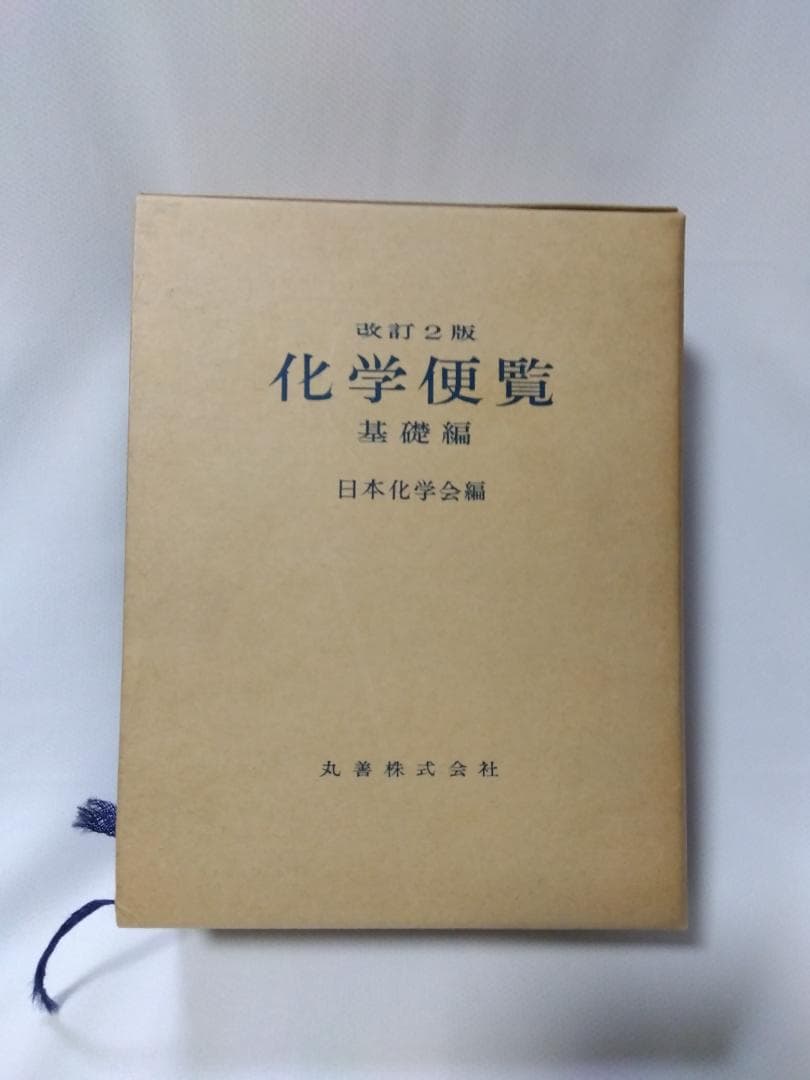 改訂2版
化学便覧
基礎編
日本化学会編
丸善株式会社